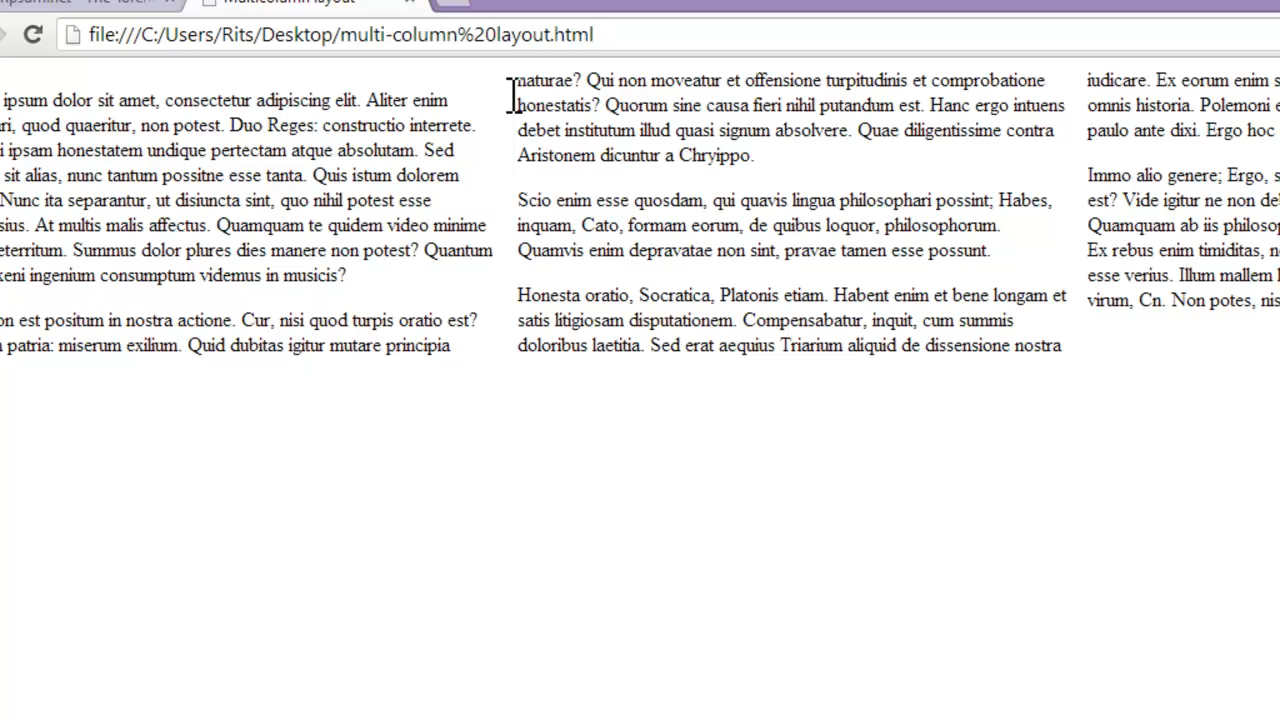 Multicolumn layout
file:///C:/Users/Rits/Desktop/multi-column%20layout.html
ipsum dolor sit amet, consectetur adipiscing elit. Aliter enim
quod quaeritur, non potest. Duo Reges: constructio interrete.
ipsam honestatem undique pertectam atque absolutam. Sed
sit alias, nunc tantum possitne esse tanta. Quis istum dolorem
Nunc ita separantur, ut disiuncta sint, quo nihil potest esse
At multis malis affectus. Quamquam te quidem video minime
Summus dolor plures dies manere non potest? Quantum
ingenium consumptum videmus in musicis?
est positum in nostra actione. Cur, nisi quod turpis oratio est?
patria: miserum exilium. Quid dubitas igitur mutare principia
naturae? Qui non moveatur et offensione turpitudinis et comprobatione
honestatis? Quorum sine causa fieri nihil putandum est. Hanc ergo intuens
debet institutum illud quasi signum absolvere. Quae diligentissime contra
Aristonem dicuntur a Chryippo.
Scio enim esse quosdam, qui quavis lingua philosophari possint; Habes,
inquam, Cato, formam eorum, de quibus loquor, philosophorum.
Quamvis enim depravatae non sint, pravae tamen esse possunt.
Honesta oratio, Socratica, Platonis etiam. Habent enim et bene longam et
satis litigiosam disputationem. Compensabatur, inquit, cum summis
doloribus laetitia. Sed erat aequius Triarium aliquid de dissensione nostra
iudicare. Ex eorum enim
omnis historia. Polemoni
paulo ante dixi. Ergo hoc
Immo alio genere; Ergo,
est? Vide igitur ne non
Quamquam ab iis
Ex rebus enim timiditas,
esse verius. Illum mallem
virum, Cn. Non potes,